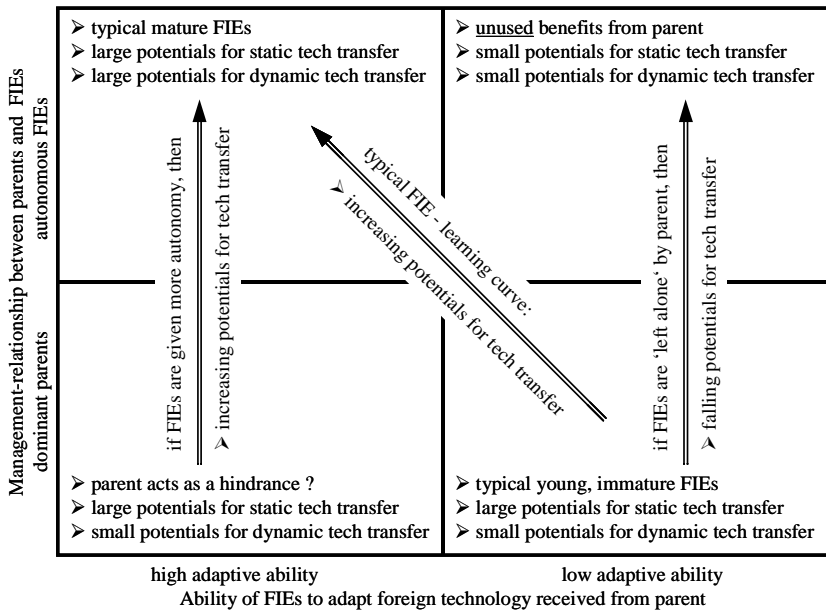 Management-relationship between parents and FIEs
autonomous FIEs
dominant parents
➢ typical mature FIEs
➢ large potentials for static tech transfer
➢ large potentials for dynamic tech transfer
➢ unused benefits from parent
➢ small potentials for static tech transfer
➢ small potentials for dynamic tech transfer
if FIEs are given more autonomy, then
➢ increasing potentials for tech transfer
typical FIE - learning curve:
➢ increasing potentials for tech transfer
if FIEs are ‘left alone‘ by parent, then
➢ falling potentials for tech transfer
➢ parent acts as a hindrance ?
➢ large potentials for static tech transfer
➢ small potentials for dynamic tech transfer
➢ typical young, immature FIEs
➢ large potentials for static tech transfer
➢ small potentials for dynamic tech transfer
high adaptive ability
low adaptive ability
Ability of FIEs to adapt foreign technology received from parent